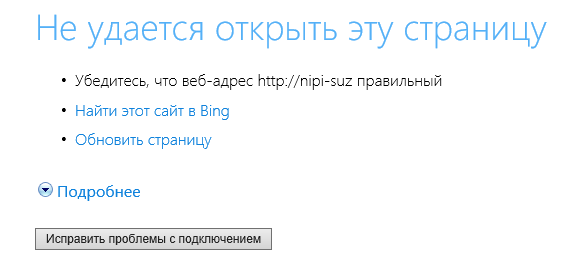 Не удается открыть эту страницу
• Убедитесь, что веб-адрес http://nipi-suz правильный
• Найти этот сайт в Bing
• Обновить страницу
Подробнее
Исправить проблемы с подключением